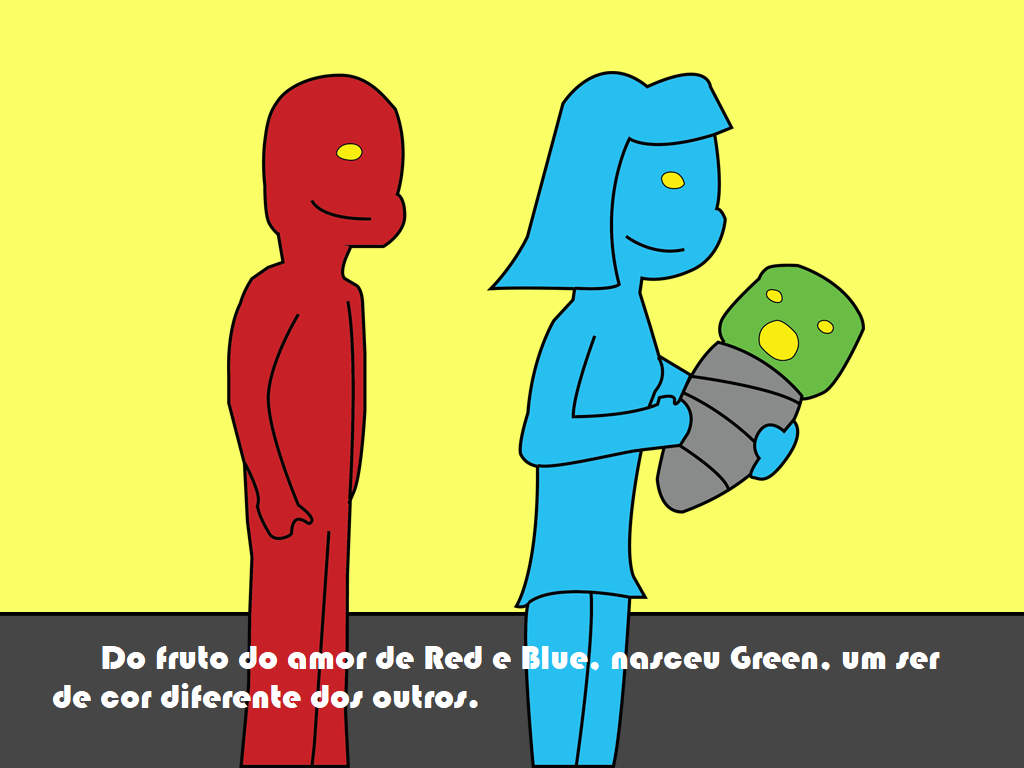 Do fruto do amor de Red e Blue, nasceu Green, um ser
de cor diferente dos outros.